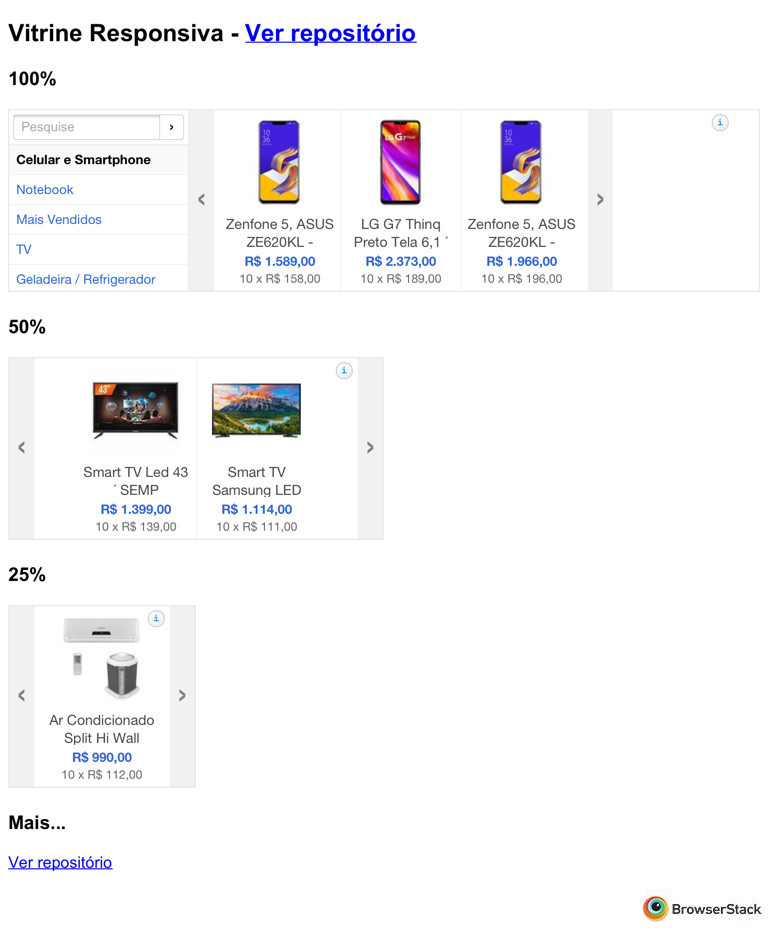 Vitrine Responsiva - Ver repositório
100%
Pesquise ›
Celular e Smartphone
Notebook
Mais Vendidos
TV
Geladeira / Refrigerador
‹
Zenfone 5, ASUS
ZE620KL -
R$ 1.589,00
10 x R$ 158,00
LG G7
LG G7 Thinq
Preto Tela 6,1 ´
R$ 2.373,00
10 x R$ 189,00
Zenfone 5, ASUS
ZE620KL -
R$ 1.966,00
10 x R$ 196,00
›
i
50%
‹
43"
Smart TV Led 43
´ SEMP
R$ 1.399,00
10 x R$ 139,00
Smart TV
Samsung LED
R$ 1.114,00
10 x R$ 111,00
i
›
25%
‹
i
Ar Condicionado
Split Hi Wall
R$ 990,00
10 x R$ 112,00
›
Mais...
Ver repositório
BrowserStack